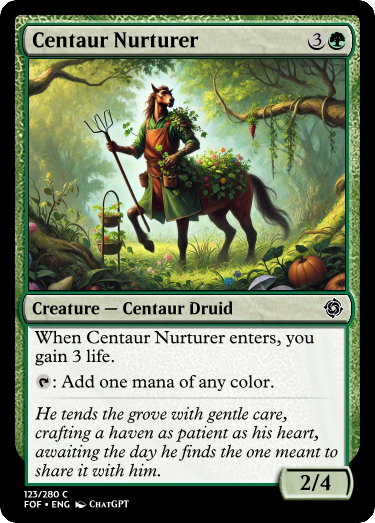 Centaur Nurturer 3
Creature — Centaur Druid
When Centaur Nurturer enters, you
gain 3 life.
: Add one mana of any color.
He tends the grove with gentle care,
crafting a haven as patient as his heart,
awaiting the day he finds the one meant to
share it with him.
2/4
123/280 C
FOF • ENG ChatGPT